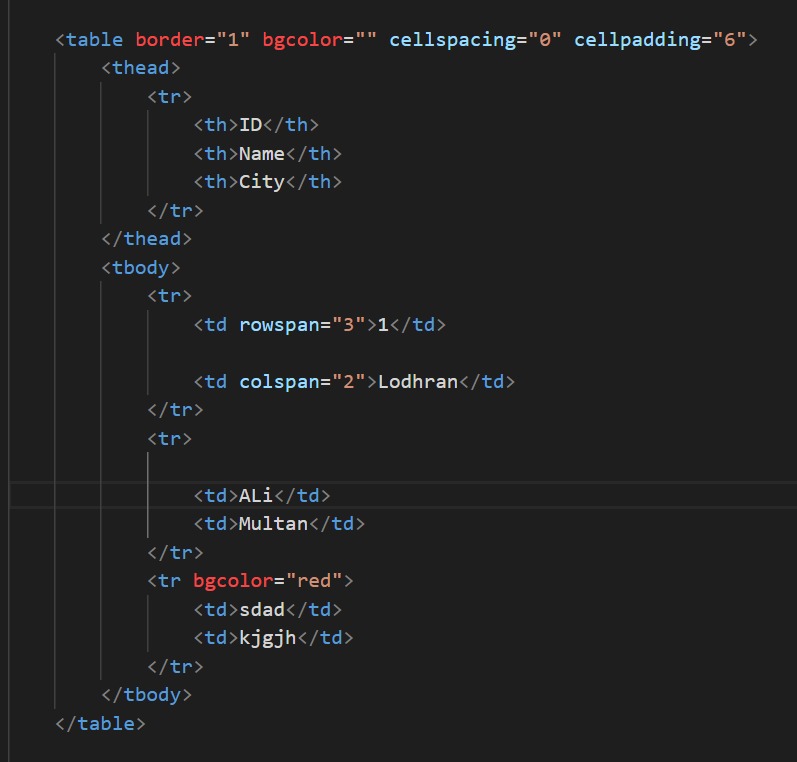 <table border="1" bgcolor="" cellspacing="0" cellpadding="6">
<thead>
<tr>
<th>ID</th>
<th>Name</th>
<th>City</th>
</tr>
</thead>
<tbody>
<tr>
<td rowspan="3">1</td>
<td colspan="2">Lodhran</td>
</tr>
<tr>
<td>ALi</td>
<td>Multan</td>
</tr>
<tr bgcolor="red">
<td>sdad</td>
<td>kjgjh</td>
</tr>
</tbody>
</table>